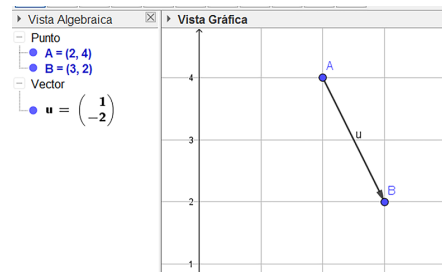 Vista Algebraica
Punto
A = (2, 4)
B = (3, 2)
Vector
u = ( 1
-2 )
Vista Gráfica
4
3
2
1
A
u
B